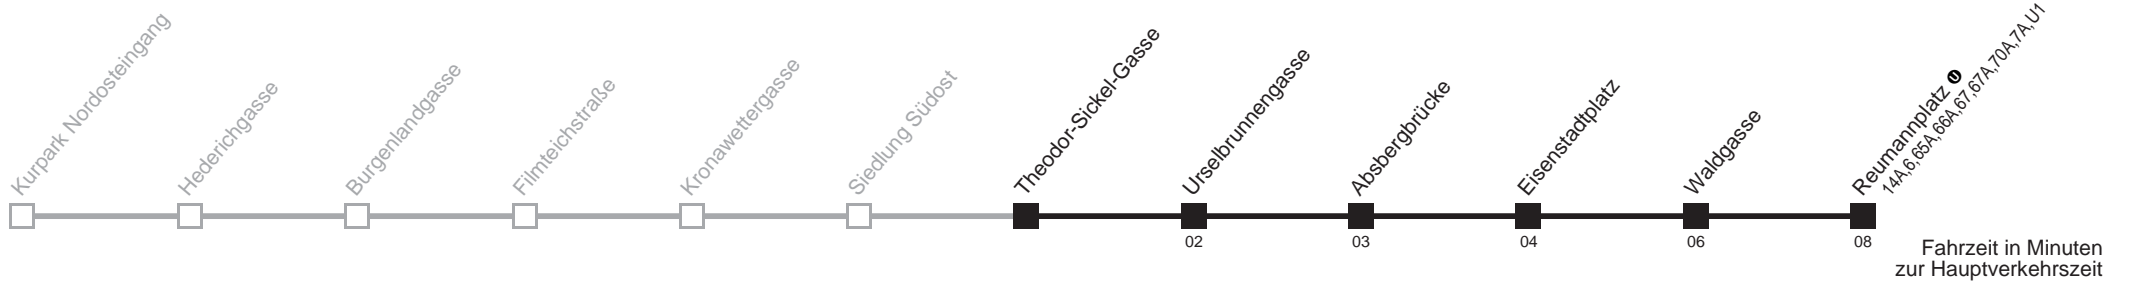 Kurpark Nordosteingang
Hederichgasse
Burgenlandgasse
Filmteichstraße
Kronawettergasse
Siedlung Südost
Theodor-Sickel-Gasse
Urselbrunnengasse
Absbergbrücke
Eisenstadtplatz
Waldgasse
Reumannplatz U
14A,6,65A,66A,67,67A,70A,7A,U1
02
03
04
06
08
Fahrzeit in Minuten
zur Hauptverkehrszeit